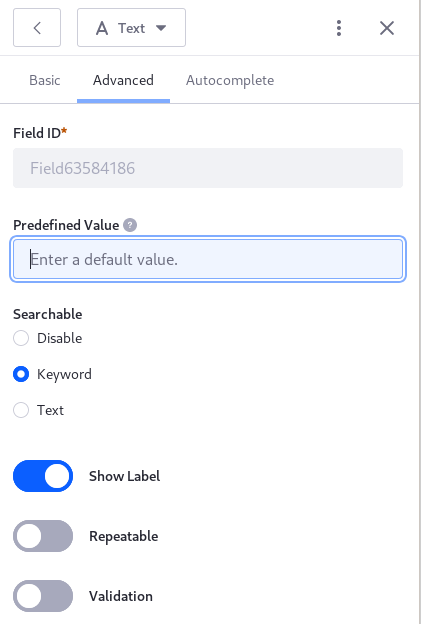 A Text
Basic Advanced Autocomplete
Field ID*
Field63584186
Predefined Value ?
Enter a default value.
Searchable
Disable
Keyword
Text
Show Label
Repeatable
Validation